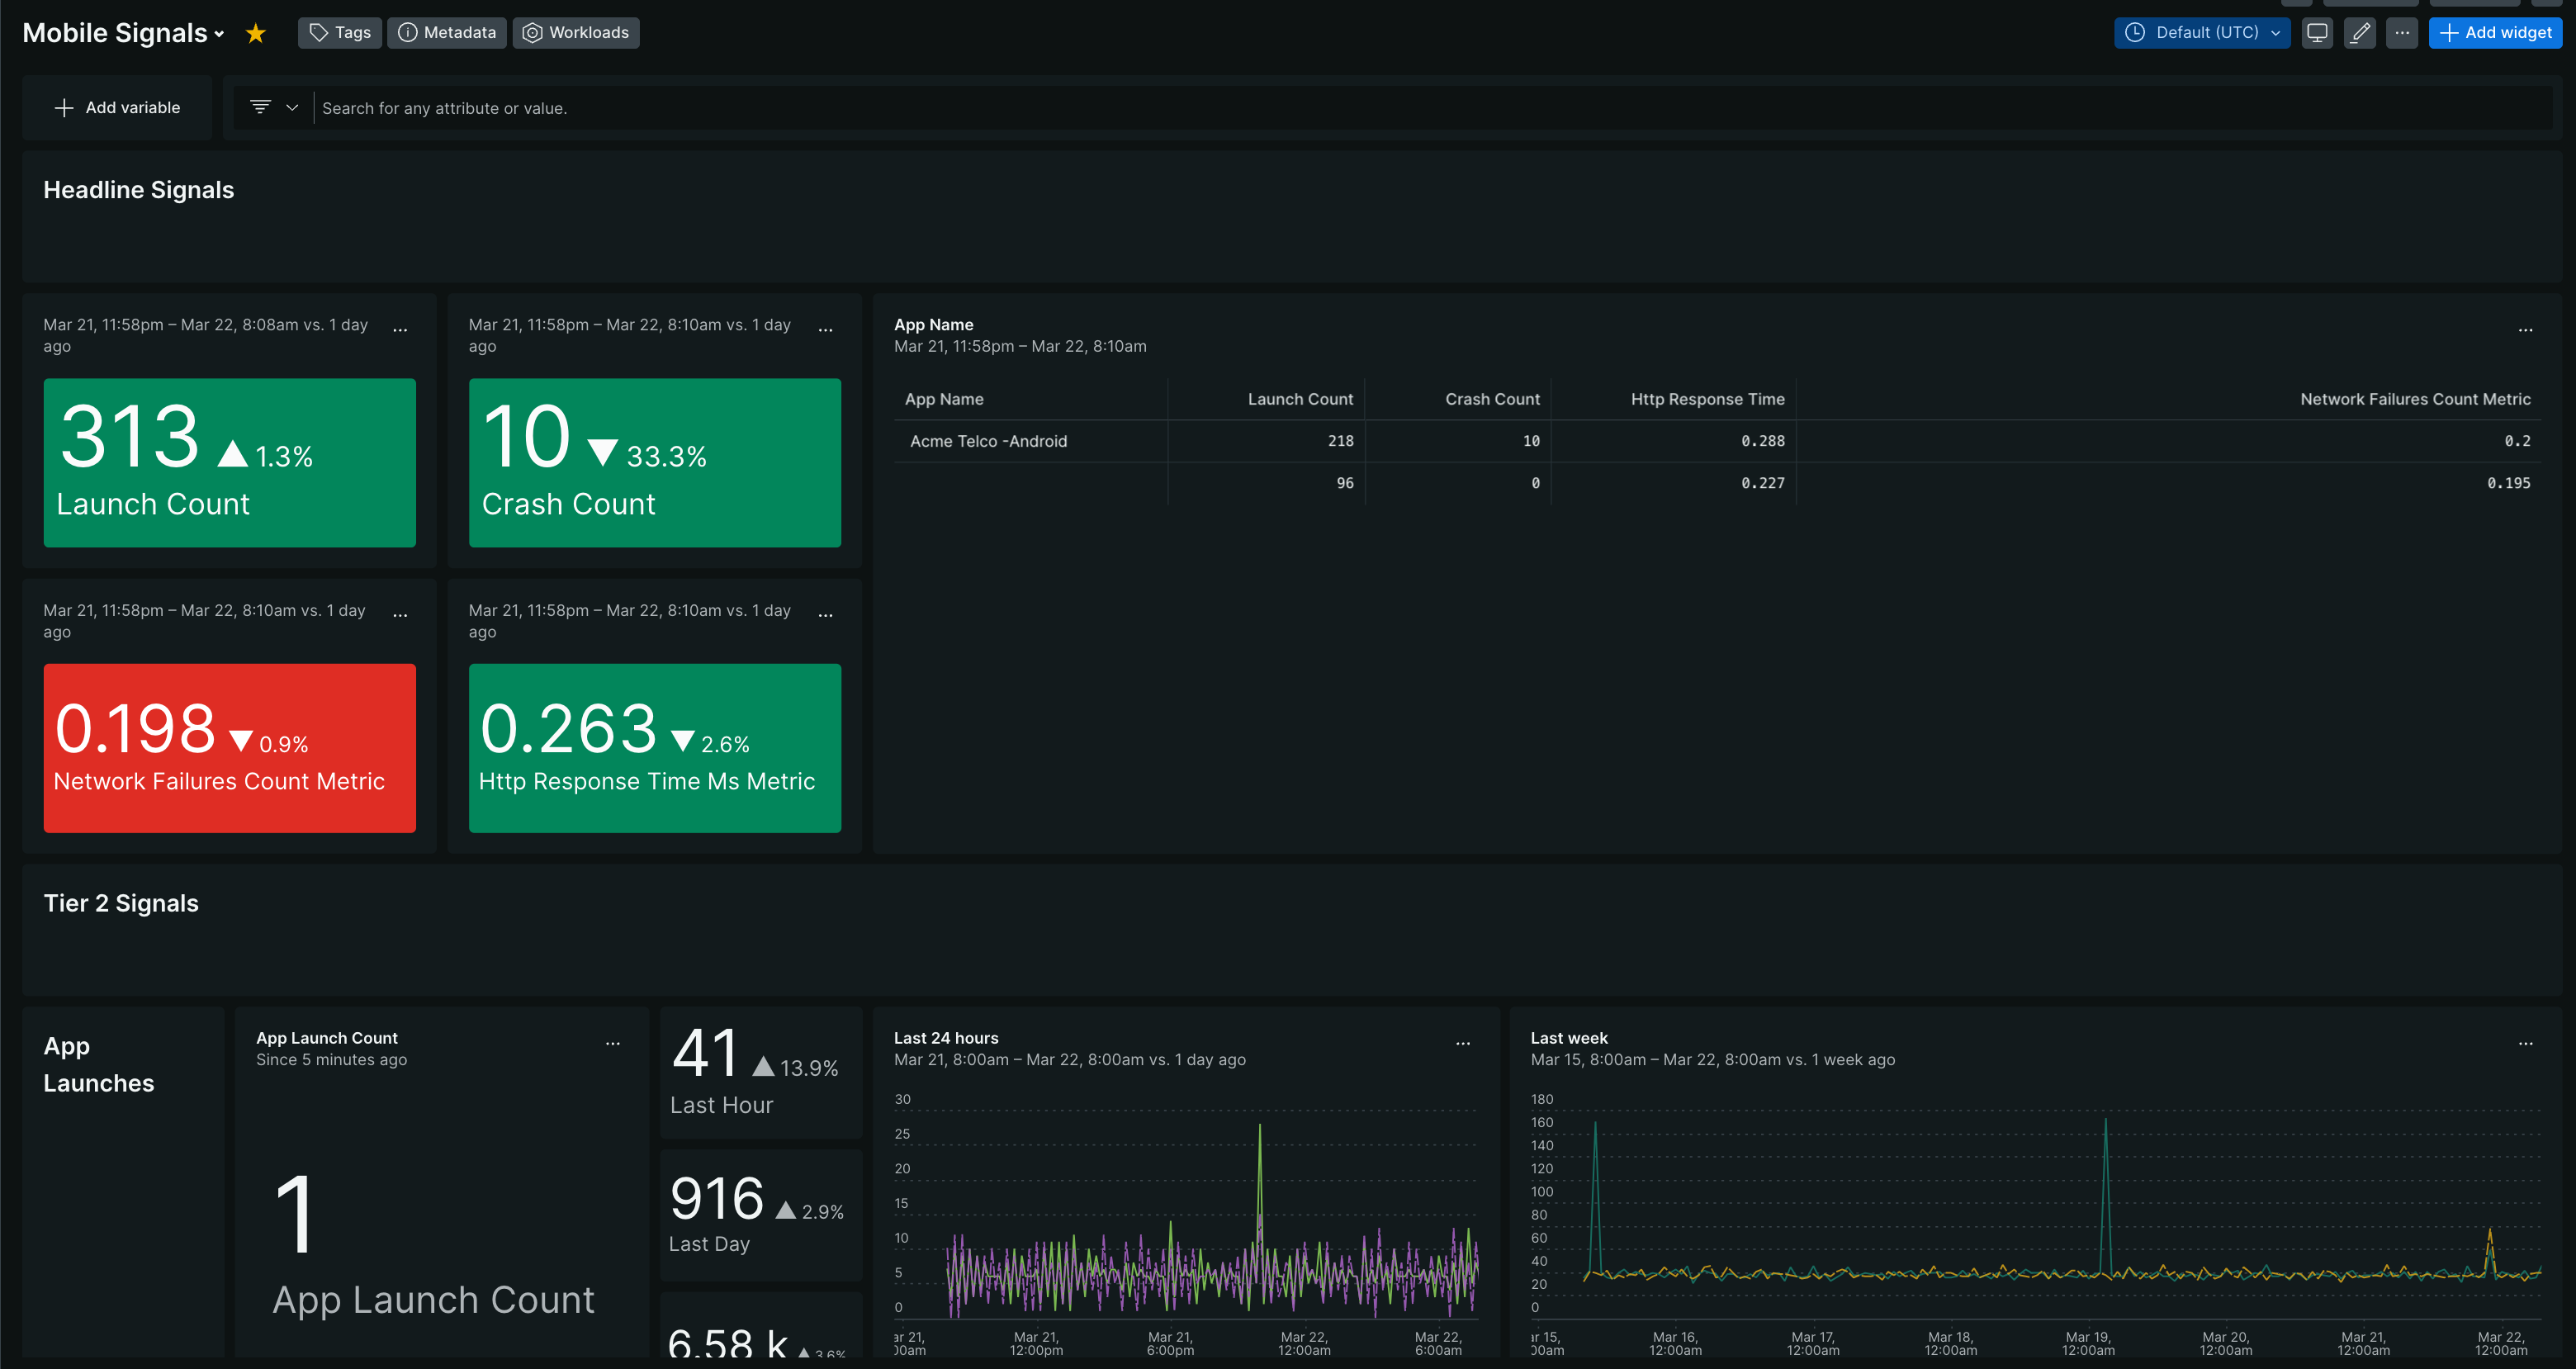 Mobile Signals
Tags
Metadata
Workloads
Default (UTC)
Add widget
Add variable
Search for any attribute or value.
Headline Signals
Mar 21, 11:58pm – Mar 22, 8:08am vs. 1 day
ago
313 ▲ 1.3%
Launch Count
Mar 21, 11:58pm – Mar 22, 8:10am vs. 1 day
ago
10 ▼ 33.3%
Crash Count
Mar 21, 11:58pm – Mar 22, 8:10am vs. 1 day
ago
0.198 ▼ 0.9%
Network Failures Count Metric
Mar 21, 11:58pm – Mar 22, 8:10am vs. 1 day
ago
0.263 ▼ 2.6%
Http Response Time Ms Metric
App Name
Mar 21, 11:58pm – Mar 22, 8:10am
App Name Launch Count Crash Count Http Response Time Network Failures Count Metric
Acme Telco -Android 218 10 0.288 0.2
96 0 0.227 0.195
Tier 2 Signals
App
Launches
App Launch Count
Since 5 minutes ago
1
App Launch Count
41 ▲ 13.9%
Last Hour
916 ▲ 2.9%
Last Day
6.58 k ▲ 3.6%
Last 24 hours
Mar 21, 8:00am – Mar 22, 8:00am vs. 1 day ago
30
25
20
15
10
5
0
ar 21, Mar 21, Mar 21, Mar 22, Mar 22,
00am 12:00pm 6:00pm 12:00am 6:00am
Last week
Mar 15, 8:00am – Mar 22, 8:00am vs. 1 week ago
180
160
140
120
100
80
60
40
20
0
ar 15, Mar 16, Mar 17, Mar 18, Mar 19, Mar 20, Mar 21, Mar 22,
00am 12:00am 12:00am 12:00am 12:00am 12:00am 12:00am 12:00am